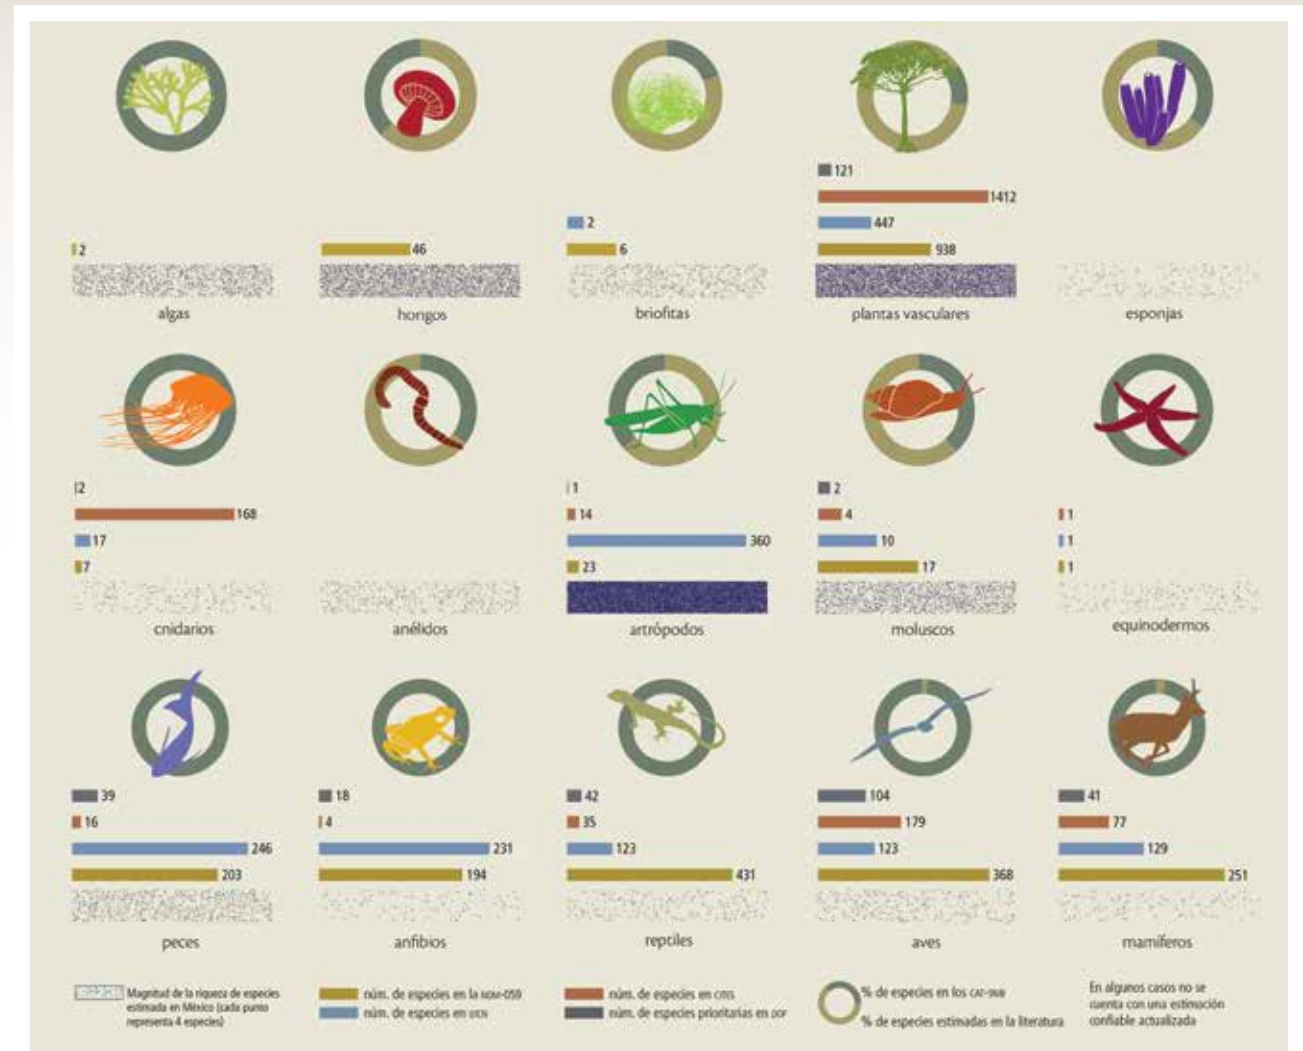 121
1412
2
447
2
46
6
938
algas
hongos
briofitas
plantas vasculares
esponjas
2
1
2
168
14
4
1
17
360
10
1
7
23
17
1
cnidarios
anélidos
artrópodos
moluscos
equinodermos
39
18
42
104
41
16
4
35
179
77
246
231
123
123
129
203
194
431
368
251
peces
anfibios
reptiles
aves
mamíferos
Magnitud de la riqueza de especies
estimada en México (cada punto
representa 4 especies)
núm. de especies en la NOM-059
núm. de especies en UICN
núm. de especies en CITES
núm. de especies prioritarias en DOF
% de especies en los
% de especies estimadas en la literatura
En algunos casos no se
cuenta con una estimación
confiable actualizada